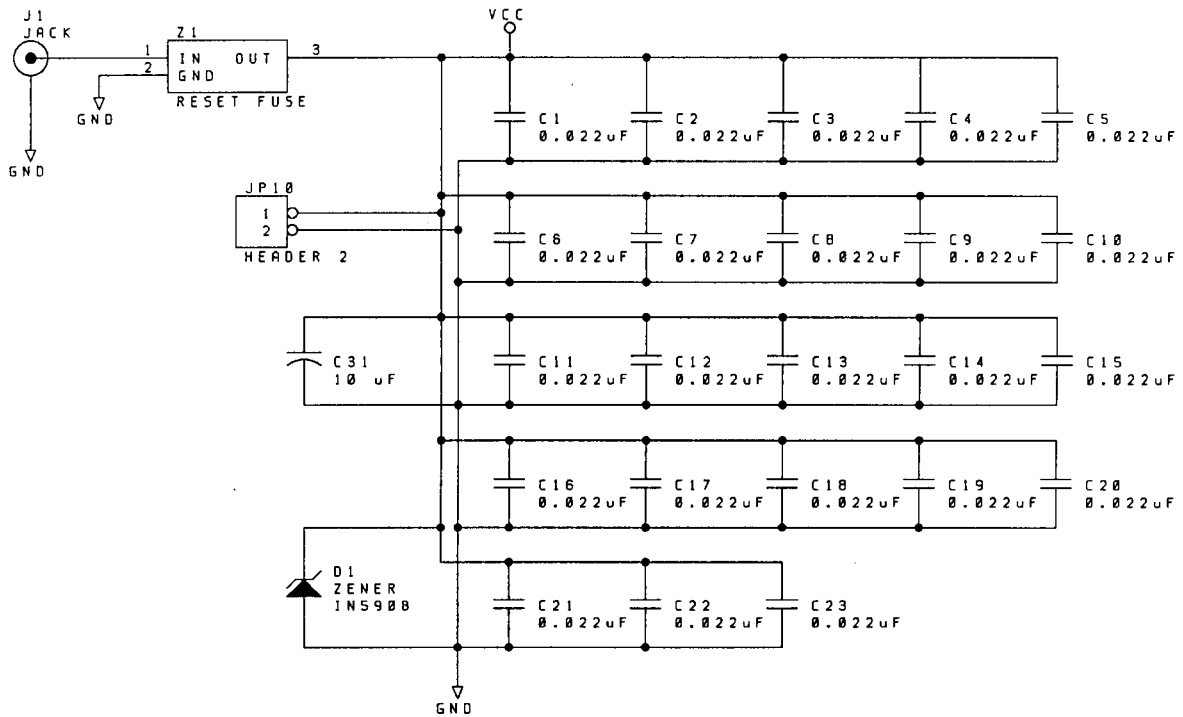 J1
JACK
Z1
1
2
IN OUT
GND
3
RESET FUSE
GND
GND
VCC
C1
0.022uF
C2
0.022uF
C3
0.022uF
C4
0.022uF
C5
0.022uF
JP10
1
2
HEADER 2
C6
0.022uF
C7
0.022uF
C8
0.022uF
C9
0.022uF
C10
0.022uF
C31
10 uF
C11
0.022uF
C12
0.022uF
C13
0.022uF
C14
0.022uF
C15
0.022uF
C16
0.022uF
C17
0.022uF
C18
0.022uF
C19
0.022uF
C20
0.022uF
D1
ZENER
IN5908
C21
0.022uF
C22
0.022uF
C23
0.022uF
GND